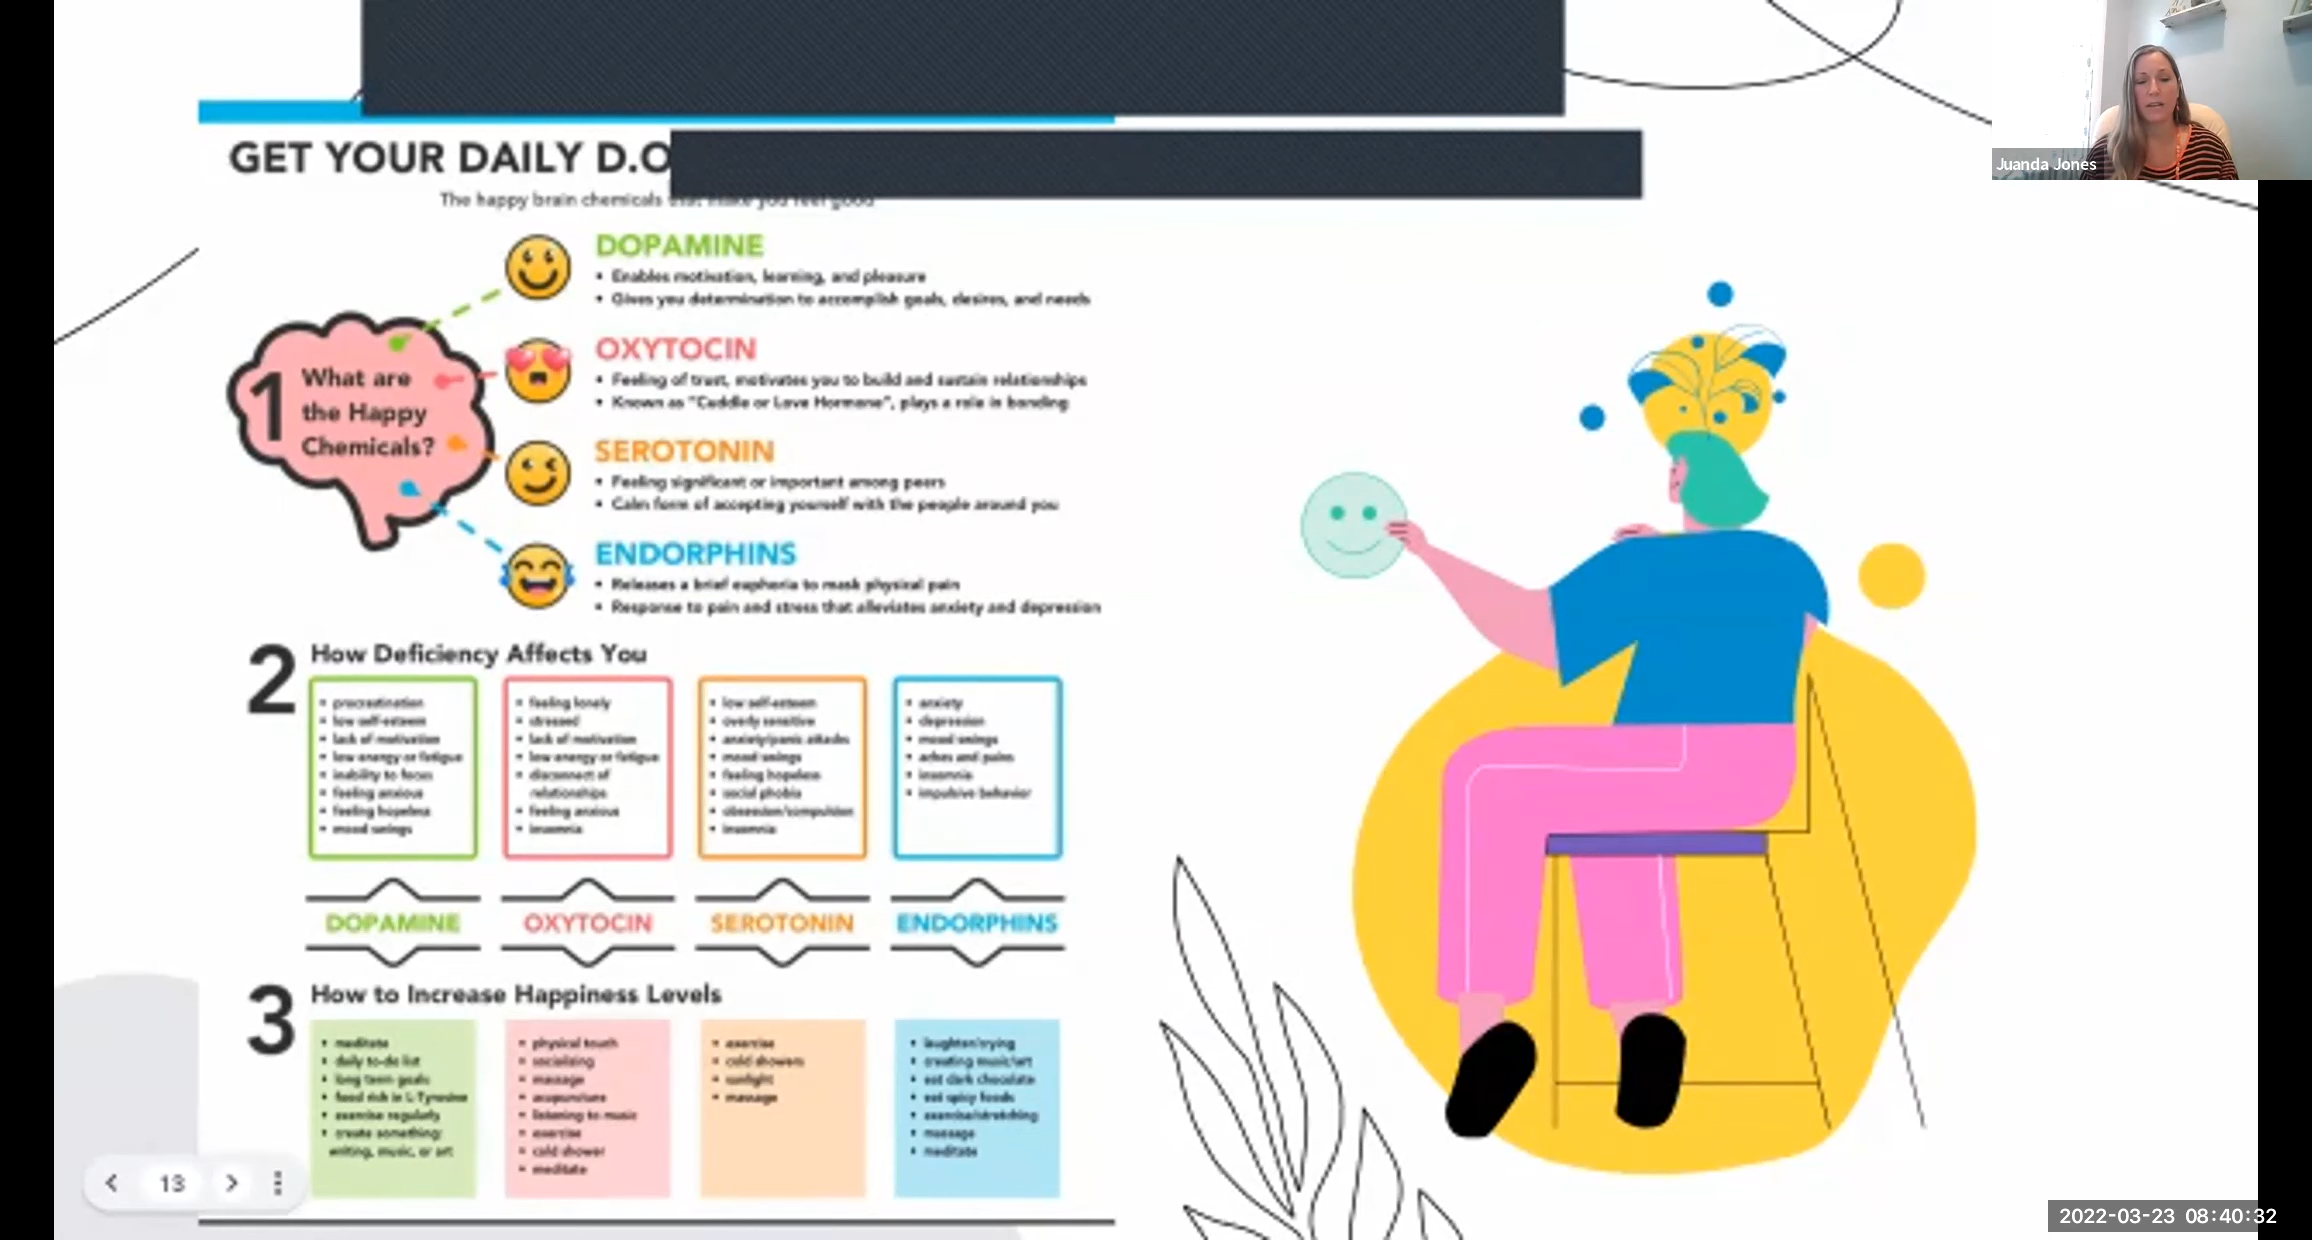 GET YOUR DAILY D.O
The happy brain chemicals that make you feel good
Juanda Jones
1 What are
the Happy
Chemicals?
DOPAMINE
• Enables motivation, learning, and pleasure
• Gives you determination to accomplish goals, desires, and needs
OXYTOCIN
• Feeling of trust, motivates you to build and sustain relationships
• Known as "Cuddle or Love Hormone", plays a role in bonding
SEROTONIN
• Feeling significant or important among peers
• Calm form of accepting yourself with the people around you
ENDORPHINS
• Releases a brief euphoria to mask physical pain
• Response to pain and stress that alleviates anxiety and depression
2 How Deficiency Affects You
• procrastination
• low self-esteem
• lack of motivation
• low energy or fatigue
• inability to focus
• feeling anxious
• feeling hopeless
• mood swings
• feeling lonely
• stressed
• lack of motivation
• low energy or fatigue
• disconnect of
relationships
• feeling anxious
• insomnia
• low self-esteem
• overly sensitive
• anxiety/panic attacks
• mood swings
• feeling hopeless
• social phobia
• obsession/compulsion
• insomnia
• anxiety
• depression
• mood swings
• aches and pains
• insomnia
• impulsive behavior
DOPAMINE
OXYTOCIN
SEROTONIN
ENDORPHINS
3 How to Increase Happiness Levels
• meditate
• daily to-do list
• long term goals
• food rich in L-Tyrosine
• exercise regularly
• create something:
writing, music, or art
• physical touch
• socializing
• massage
• acupuncture
• listening to music
• exercise
• cold shower
• meditate
• exercise
• cold showers
• sunlight
• massage
• laughter/crying
• creating music/art
• eat dark chocolate
• eat spicy foods
• exercise/stretching
• massage
• meditate
13
2022-03-23 08:40:32